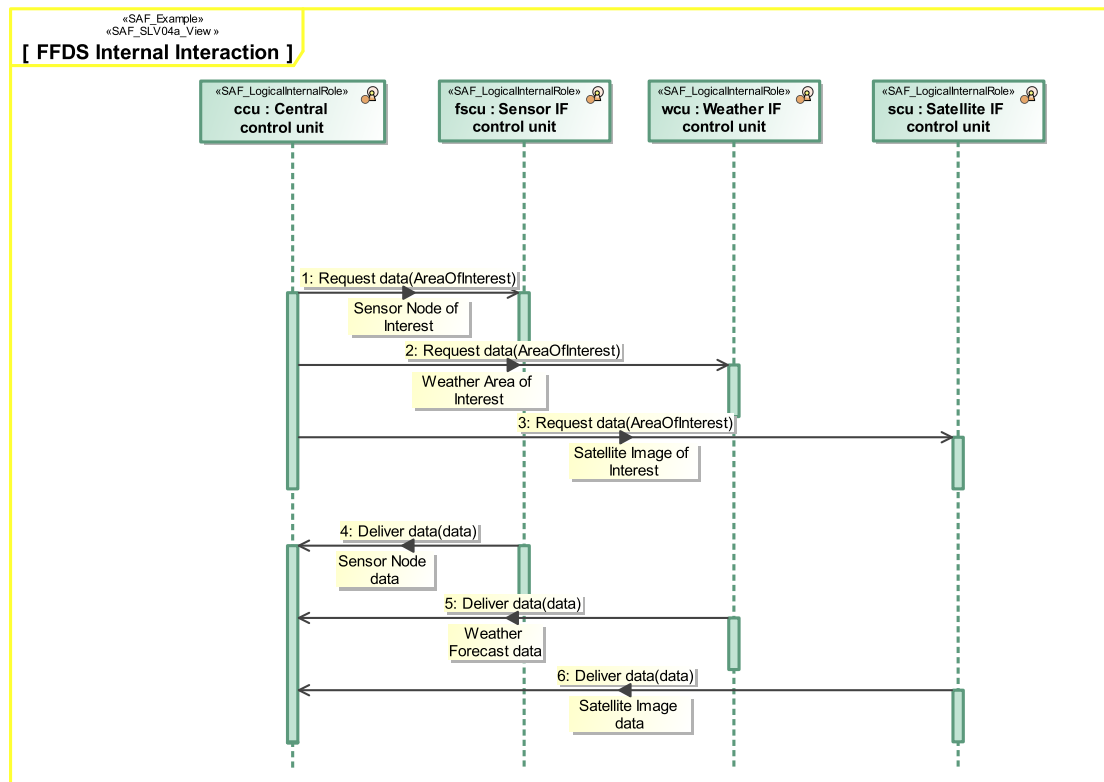 «SAF_Example»
«SAF_SLV04a_View »
[ FFDS Internal Interaction ]
«SAF_LogicalInternalRole»
ccu : Central
control unit
«SAF_LogicalInternalRole»
fscu : Sensor IF
control unit
«SAF_LogicalInternalRole»
wcu : Weather IF
control unit
«SAF_LogicalInternalRole»
scu : Satellite IF
control unit
1: Request data(AreaOfInterest)
Sensor Node of
Interest
2: Request data(AreaOfInterest)
Weather Area of
Interest
3: Request data(AreaOfInterest)
Satellite Image of
Interest
4: Deliver data(data)
Sensor Node
data
5: Deliver data(data)
Weather
Forecast data
6: Deliver data(data)
Satellite Image
data